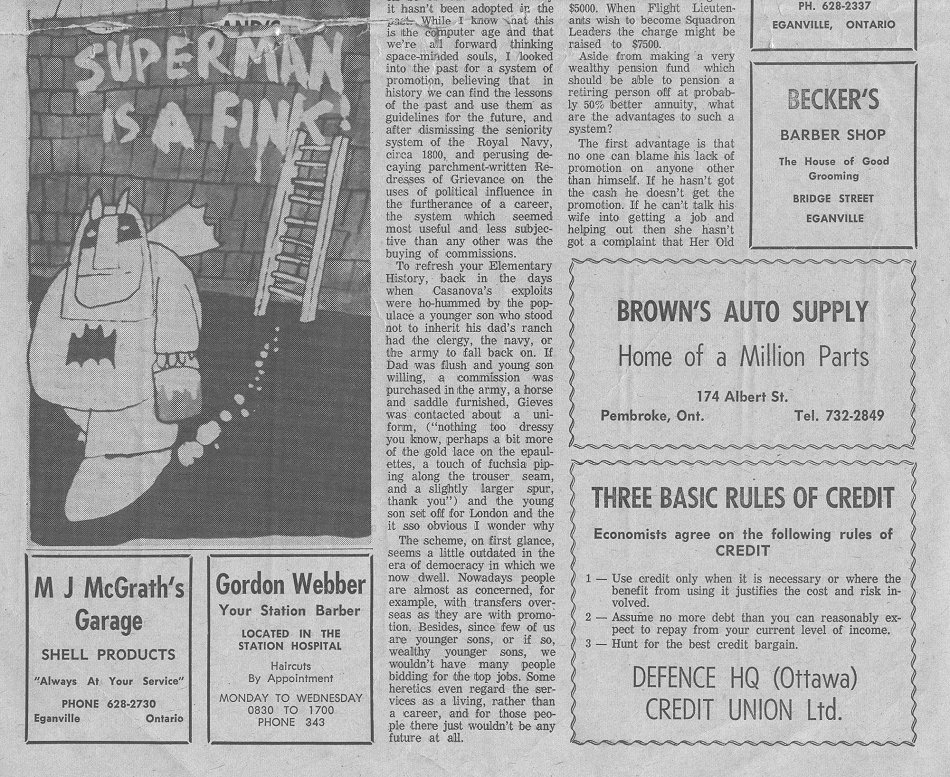 AND'S
SUPERMAN
IS A FINK!
M J McGrath's
Garage
SHELL PRODUCTS
"Always At Your Service"
PHONE 628-2730
Eganville Ontario
Gordon Webber
Your Station Barber
LOCATED IN THE
STATION HOSPITAL
Haircuts
By Appointment
MONDAY TO WEDNESDAY
0830 TO 1700
PHONE 343
it hasn't been adopted in the
past. While I know that this
is the computer age and that
we're all forward thinking
space-minded souls, I looked
into the past for a system of
promotion, believing that in
history we can find the lessons
of the past and use them as
guidelines for the future, and
after dismissing the seniority
system of the Royal Navy,
circa 1800, and perusing de-
caying parchment-written Re-
dresses of Grievance on the
uses of political influence in
the furtherance of a career,
the system which seemed
most useful and less subjec-
tive than any other was the
buying of commissions.
To refresh your Elementary
History, back in the days
when Casanova's exploits
were ho-hummed by the pop-
ulace a younger son who stood
not to inherit his dad's ranch
had the clergy, the navy, or
the army to fall back on. If
Dad was flush and young son
willing, a commission was
purchased in the army, a horse
and saddle furnished, Gieves
was contacted about a uni-
form, ("nothing too dressy
you know, perhaps a bit more
of the gold lace on the epaul-
ettes, a touch of fuchsia pip-
ing along the trouser seam,
and a slightly larger spur,
thank you") and the young
son set off for London and the
it sso obvious I wonder why
The scheme, on first glance,
seems a little outdated in the
era of democracy in which we
now dwell. Nowadays people
are almost as concerned, for
example, with transfers over-
seas as they are with promo-
tion. Besides, since few of us
are younger sons, or if so,
wealthy younger sons, we
wouldn't have many people
bidding for the top jobs. Some
heretics even regard the ser-
vices as a living, rather than
a career, and for those peo-
ple there just wouldn't be any
future at all.
$5000. When Flight Lieuten-
ants wish to become Squadron
Leaders the charge might be
raised to $7500.
Aside from making a very
wealthy pension fund which
should be able to pension a
retiring person off at probab-
ly 50% better annuity, what
are the advantages to such a
system?
The first advantage is that
no one can blame his lack of
promotion on anyone other
than himself. If he hasn't got
the cash he doesn't get the
promotion. If he can't talk his
wife into getting a job and
helping out then she hasn't
got a complaint that Her Old
PH. 628-2337
EGANVILLE, ONTARIO
BECKER'S
BARBER SHOP
The House of Good
Grooming
BRIDGE STREET
EGANVILLE
BROWN'S AUTO SUPPLY
Home of a Million Parts
174 Albert St.
Pembroke, Ont. Tel. 732-2849
THREE BASIC RULES OF CREDIT
Economists agree on the following rules of
CREDIT
1 — Use credit only when it is necessary or where the
benefit from using it justifies the cost and risk in-
volved.
2 — Assume no more debt than you can reasonably ex-
pect to repay from your current level of income.
3 — Hunt for the best credit bargain.
DEFENCE HQ (Ottawa)
CREDIT UNION Ltd.